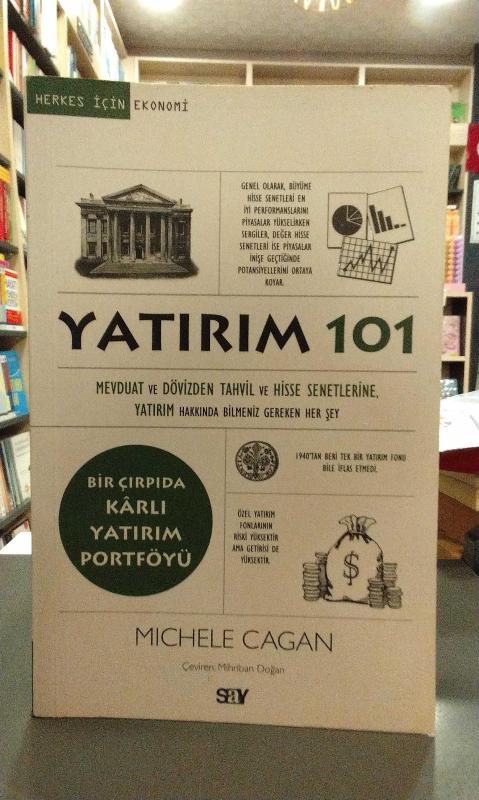 HERKES İÇİN EKONOMİ
GENEL OLARAK, BÜYÜME
HİSSE SENETLERİ EN
İYİ PERFORMANSLARINI
PİYASALAR YÜKSELİRKEN
SERGİLER, DEĞER HİSSE
SENETLERİ İSE PİYASALAR
İNİŞE GEÇTİĞİNDE
POTANSİYELLERİNİ ORTAYA
KOYAR.
YATIRIM 101
MEVDUAT VE DÖVİZDEN TAHVİL VE HİSSE SENETLERİNE,
YATIRIM HAKKINDA BİLMENİZ GEREKEN HER ŞEY
BİR ÇIRPIDA
KÂRLI
YATIRIM
PORTFÖYÜ
1940'TAN BERİ TEK BİR YATIRIM FONU
BİLE İFLAS ETMEDİ.
ÖZEL YATIRIM
FONLARININ
RİSKİ YÜKSEKTİR
AMA GETİRİSİ DE
YÜKSEKTİR.
$
MICHELE CAGAN
Çeviren: Mihriban Doğan
say